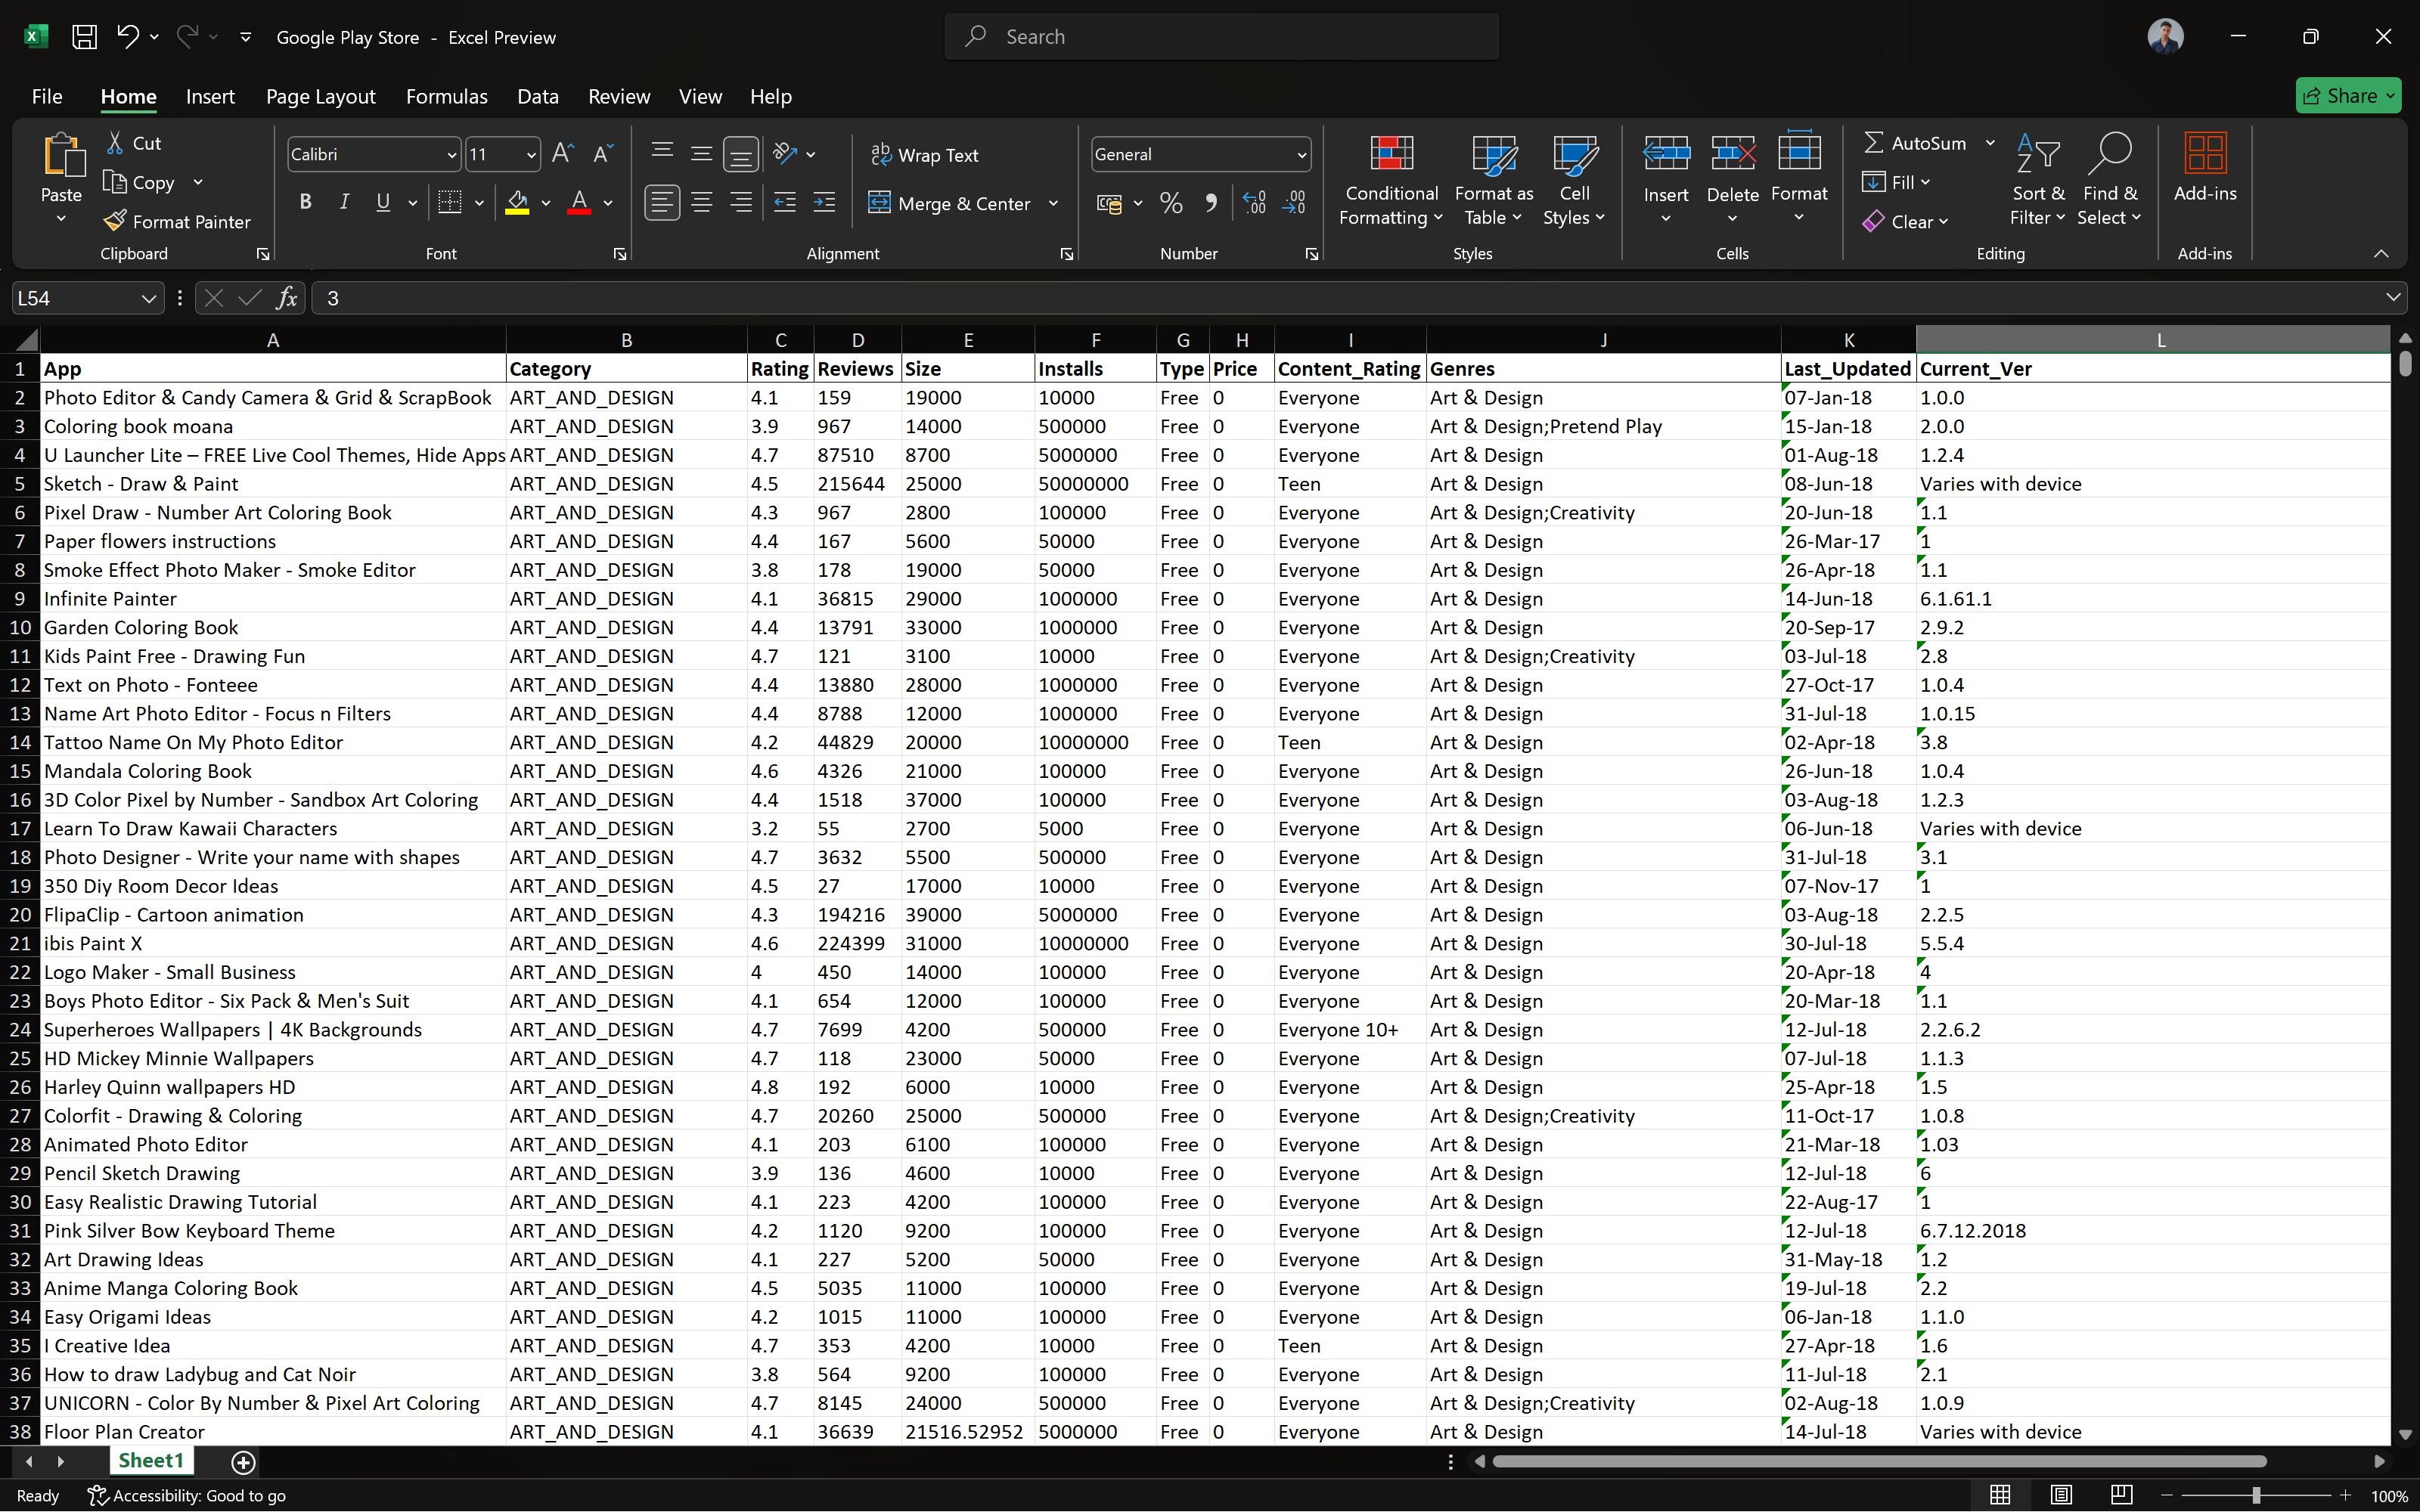 Google Play Store - Excel Preview
Search
File Home Insert Page Layout Formulas Data Review View Help
Share
Paste
Cut
Copy
Format Painter
Clipboard
Calibri 11
B I U
Font
Wrap Text
Merge & Center
Alignment
General
Number
Conditional Formatting
Format as Table
Cell Styles
Styles
Insert
Delete
Format
Cells
AutoSum
Fill
Clear
Sort & Filter
Find & Select
Editing
Add-ins
Add-ins
L54 fx 3
A B C D E F G H I J K L
1 App Category Rating Reviews Size Installs Type Price Content_Rating Genres Last_Updated Current_Ver
2 Photo Editor & Candy Camera & Grid & ScrapBook ART_AND_DESIGN 4.1 159 19000 10000 Free 0 Everyone Art & Design 07-Jan-18 1.0.0
3 Coloring book moana ART_AND_DESIGN 3.9 967 14000 500000 Free 0 Everyone Art & Design;Pretend Play 15-Jan-18 2.0.0
4 U Launcher Lite – FREE Live Cool Themes, Hide Apps ART_AND_DESIGN 4.7 87510 8700 5000000 Free 0 Everyone Art & Design 01-Aug-18 1.2.4
5 Sketch - Draw & Paint ART_AND_DESIGN 4.5 215644 25000 50000000 Free 0 Teen Art & Design 08-Jun-18 Varies with device
6 Pixel Draw - Number Art Coloring Book ART_AND_DESIGN 4.3 967 2800 100000 Free 0 Everyone Art & Design;Creativity 20-Jun-18 1.1
7 Paper flowers instructions ART_AND_DESIGN 4.4 167 5600 50000 Free 0 Everyone Art & Design 26-Mar-17 1
8 Smoke Effect Photo Maker - Smoke Editor ART_AND_DESIGN 3.8 178 19000 50000 Free 0 Everyone Art & Design 26-Apr-18 1.1
9 Infinite Painter ART_AND_DESIGN 4.1 36815 29000 1000000 Free 0 Everyone Art & Design 14-Jun-18 6.1.61.1
10 Garden Coloring Book ART_AND_DESIGN 4.4 13791 33000 1000000 Free 0 Everyone Art & Design 20-Sep-17 2.9.2
11 Kids Paint Free - Drawing Fun ART_AND_DESIGN 4.7 121 3100 10000 Free 0 Everyone Art & Design;Creativity 03-Jul-18 2.8
12 Text on Photo - Fonteee ART_AND_DESIGN 4.4 13880 28000 1000000 Free 0 Everyone Art & Design 27-Oct-17 1.0.4
13 Name Art Photo Editor - Focus n Filters ART_AND_DESIGN 4.4 8788 12000 1000000 Free 0 Everyone Art & Design 31-Jul-18 1.0.15
14 Tattoo Name On My Photo Editor ART_AND_DESIGN 4.2 44829 20000 10000000 Free 0 Teen Art & Design 02-Apr-18 3.8
15 Mandala Coloring Book ART_AND_DESIGN 4.6 4326 21000 100000 Free 0 Everyone Art & Design 26-Jun-18 1.0.4
16 3D Color Pixel by Number - Sandbox Art Coloring ART_AND_DESIGN 4.4 1518 37000 100000 Free 0 Everyone Art & Design 03-Aug-18 1.2.3
17 Learn To Draw Kawaii Characters ART_AND_DESIGN 3.2 55 2700 5000 Free 0 Everyone Art & Design 06-Jun-18 Varies with device
18 Photo Designer - Write your name with shapes ART_AND_DESIGN 4.7 3632 5500 500000 Free 0 Everyone Art & Design 31-Jul-18 3.1
19 350 Diy Room Decor Ideas ART_AND_DESIGN 4.5 27 17000 10000 Free 0 Everyone Art & Design 07-Nov-17 1
20 FlipaClip - Cartoon animation ART_AND_DESIGN 4.3 194216 39000 5000000 Free 0 Everyone Art & Design 03-Aug-18 2.2.5
21 ibis Paint X ART_AND_DESIGN 4.6 224399 31000 10000000 Free 0 Everyone Art & Design 30-Jul-18 5.5.4
22 Logo Maker - Small Business ART_AND_DESIGN 4 450 14000 100000 Free 0 Everyone Art & Design 20-Apr-18 4
23 Boys Photo Editor - Six Pack & Men's Suit ART_AND_DESIGN 4.1 654 12000 100000 Free 0 Everyone Art & Design 20-Mar-18 1.1
24 Superheroes Wallpapers | 4K Backgrounds ART_AND_DESIGN 4.7 7699 4200 500000 Free 0 Everyone 10+ Art & Design 12-Jul-18 2.2.6.2
25 HD Mickey Minnie Wallpapers ART_AND_DESIGN 4.7 118 23000 50000 Free 0 Everyone Art & Design 07-Jul-18 1.1.3
26 Harley Quinn wallpapers HD ART_AND_DESIGN 4.8 192 6000 10000 Free 0 Everyone Art & Design 25-Apr-18 1.5
27 Colorfit - Drawing & Coloring ART_AND_DESIGN 4.7 20260 25000 500000 Free 0 Everyone Art & Design;Creativity 11-Oct-17 1.0.8
28 Animated Photo Editor ART_AND_DESIGN 4.1 203 6100 100000 Free 0 Everyone Art & Design 21-Mar-18 1.03
29 Pencil Sketch Drawing ART_AND_DESIGN 3.9 136 4600 10000 Free 0 Everyone Art & Design 12-Jul-18 6
30 Easy Realistic Drawing Tutorial ART_AND_DESIGN 4.1 223 4200 100000 Free 0 Everyone Art & Design 22-Aug-17 1
31 Pink Silver Bow Keyboard Theme ART_AND_DESIGN 4.2 1120 9200 100000 Free 0 Everyone Art & Design 12-Jul-18 6.7.12.2018
32 Art Drawing Ideas ART_AND_DESIGN 4.1 227 5200 50000 Free 0 Everyone Art & Design 31-May-18 1.2
33 Anime Manga Coloring Book ART_AND_DESIGN 4.5 5035 11000 100000 Free 0 Everyone Art & Design 19-Jul-18 2.2
34 Easy Origami Ideas ART_AND_DESIGN 4.2 1015 11000 100000 Free 0 Everyone Art & Design 06-Jan-18 1.1.0
35 I Creative Idea ART_AND_DESIGN 4.7 353 4200 10000 Free 0 Teen Art & Design 27-Apr-18 1.6
36 How to draw Ladybug and Cat Noir ART_AND_DESIGN 3.8 564 9200 100000 Free 0 Everyone Art & Design 11-Jul-18 2.1
37 UNICORN - Color By Number & Pixel Art Coloring ART_AND_DESIGN 4.7 8145 24000 500000 Free 0 Everyone Art & Design;Creativity 02-Aug-18 1.0.9
38 Floor Plan Creator ART_AND_DESIGN 4.1 36639 21516.52952 5000000 Free 0 Everyone Art & Design 14-Jul-18 Varies with device
Sheet1
Ready Accessibility: Good to go 100%